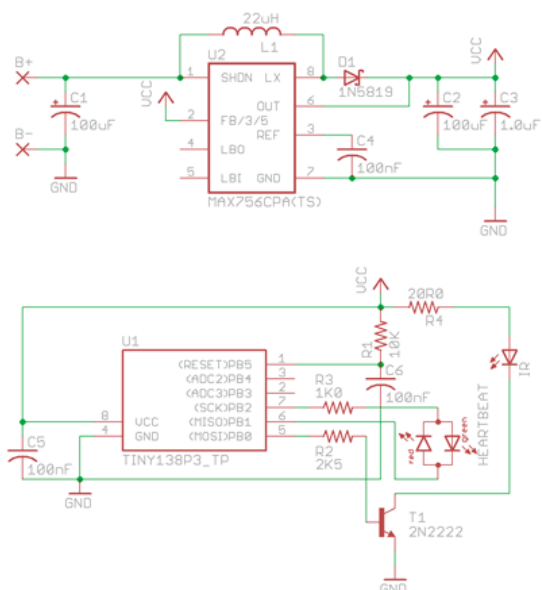 22uH
L1
B+
U2
D1
VCC
1 SHDN LX 8
1N5819
C1
100uF
VCC
OUT 6
C2
100uF
C3
1.0uF
2 FB/3/5
REF 3
B-
C4
100nF
4 LBO
5 LBI GND 7
GND
MAX756CPA(TS)
GND
VCC
20R0
R4
U1
R1
10K
IR
(RESET)PB5 1
(ADC2)PB4 3
(ADC3)PB3 2
(SCK)PB2 7
(MISO)PB1 6
(MOSI)PB0 5
C6
100nF
R3
1K0
8 VCC
4 GND
red
green
HEARTBEAT
C5
100nF
TINY138P3_TP
R2
2K5
GND
T1
2N2222
GND